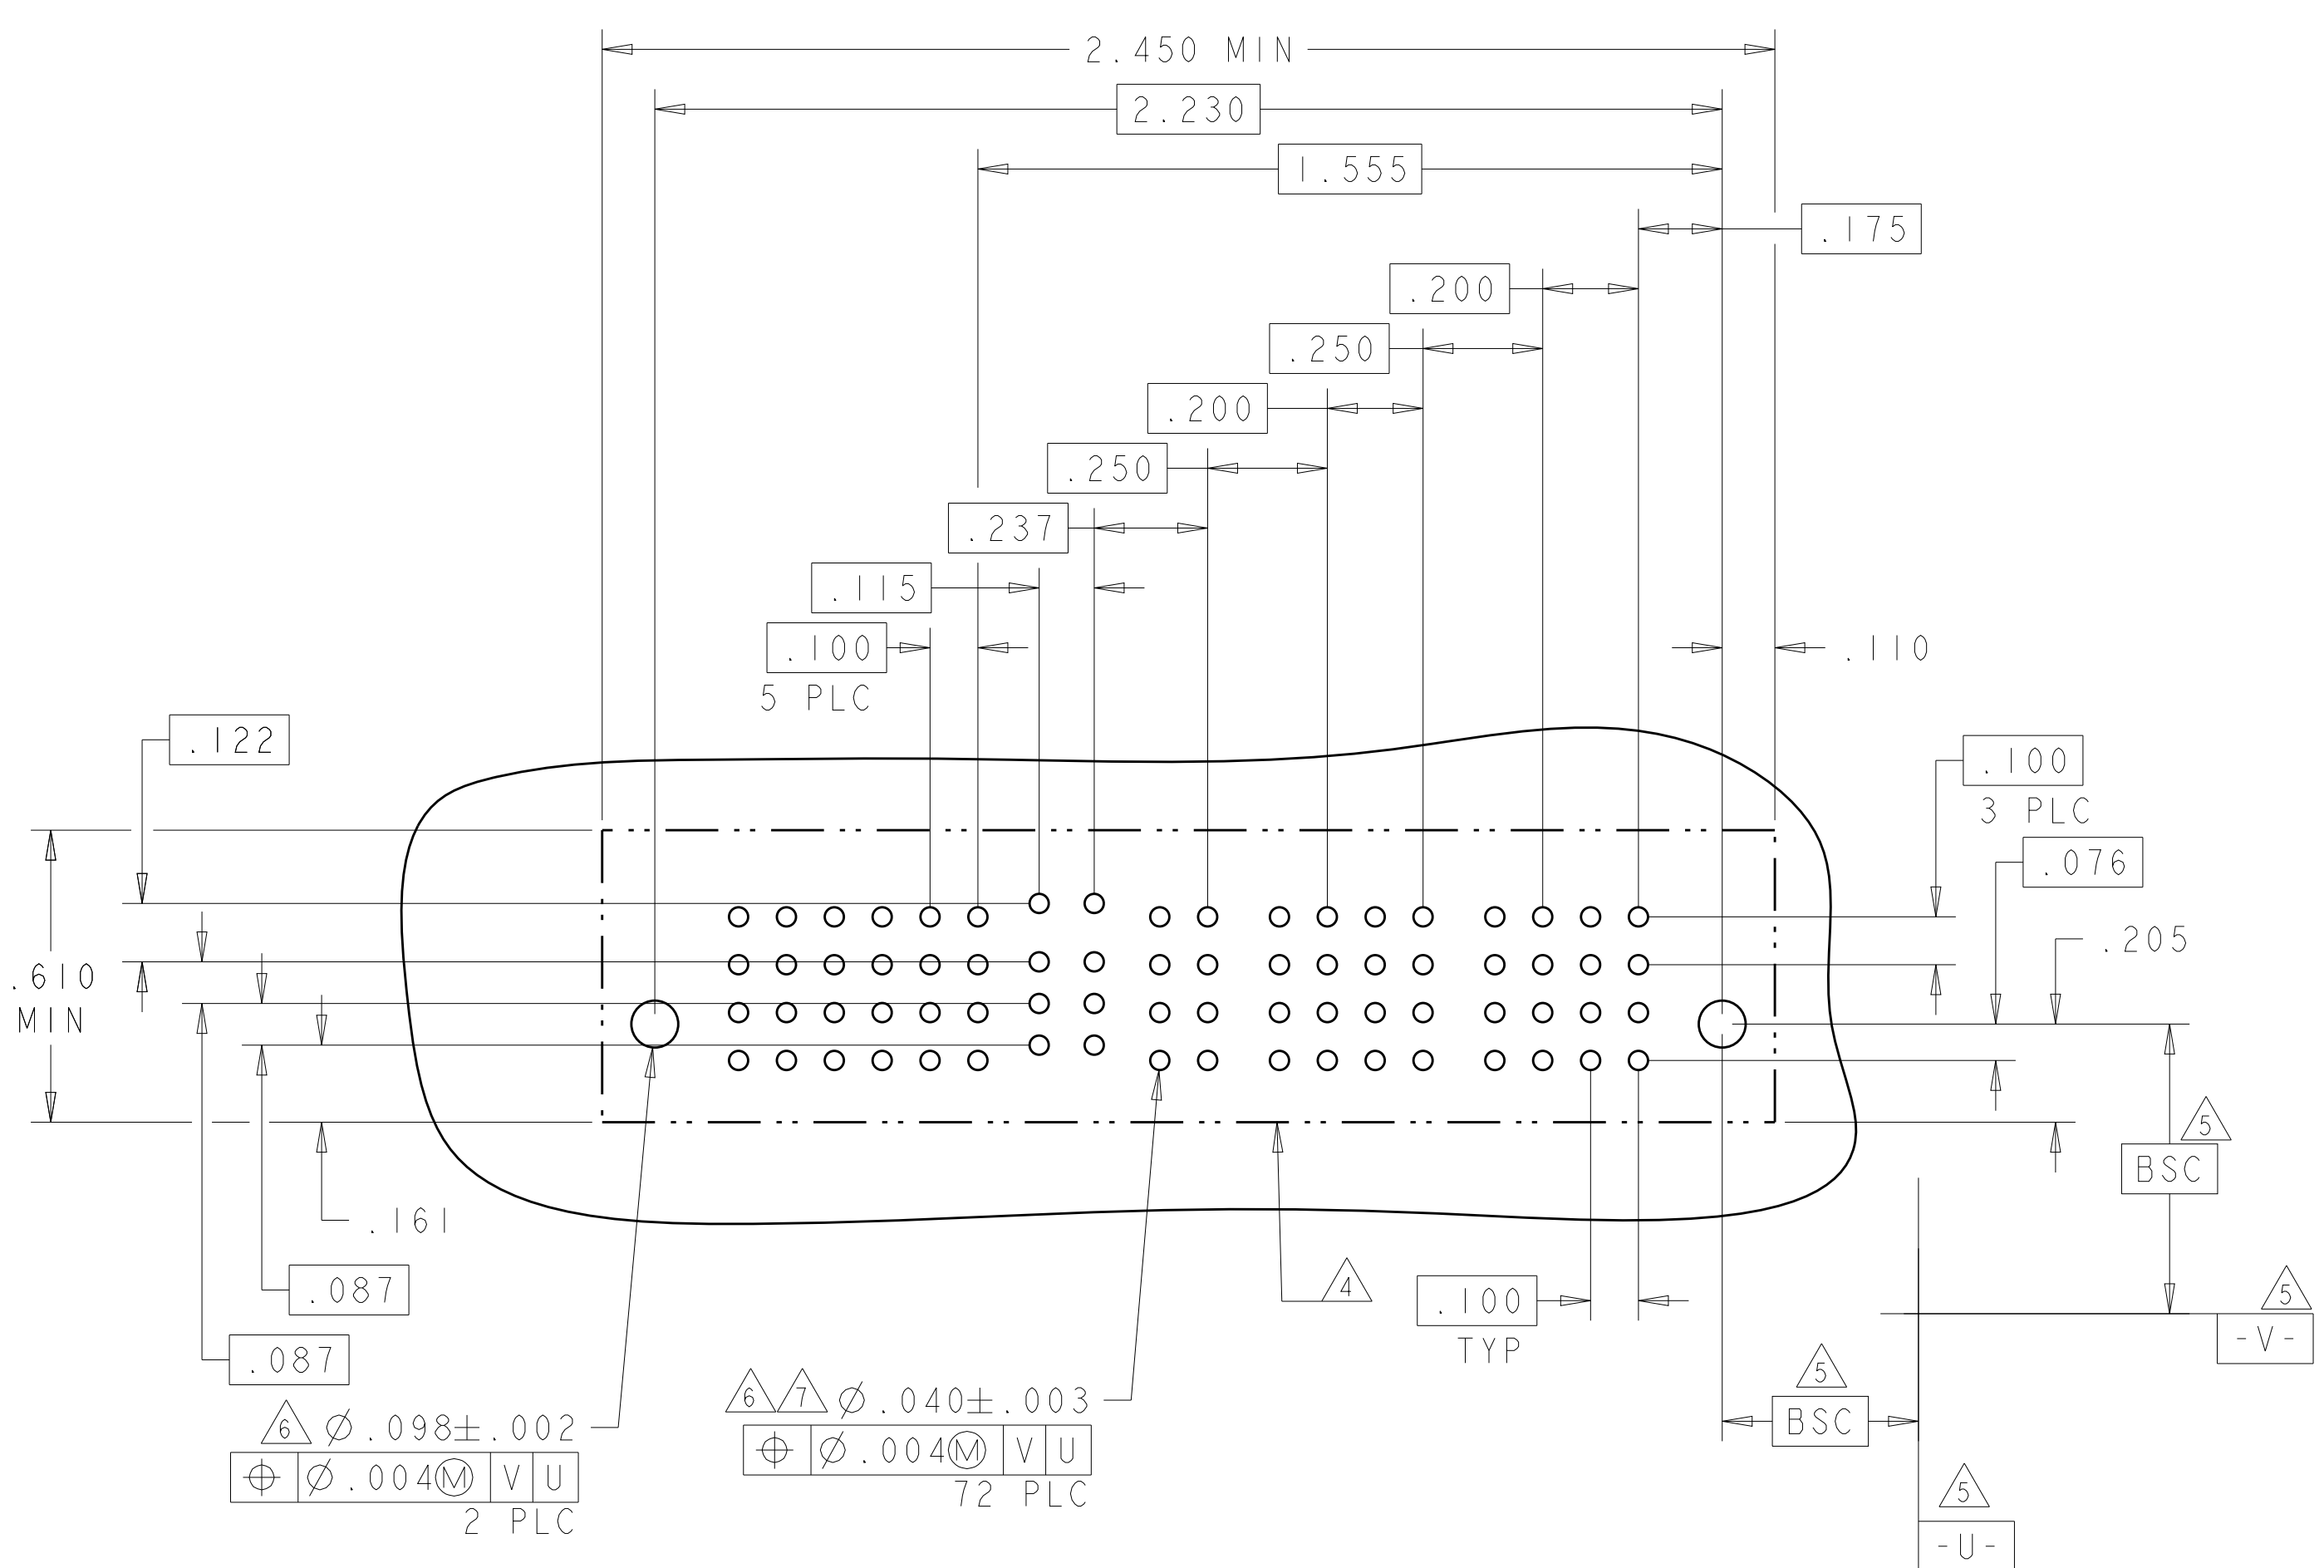 2.450 MIN
2.230
1.555
.175
.200
.250
.200
.250
.237
.115
.100
5 PLC
.110
.122
.100
3 PLC
.076
.205
.610
MIN
5
BSC
.161
.087
4
.100
TYP
5
-V-
.087
5
BSC
6 7 ⌀.040±.003
⌖ ⌀.004Ⓜ V U
72 PLC
6 ⌀.098±.002
⌖ ⌀.004Ⓜ V U
2 PLC
5
-U-